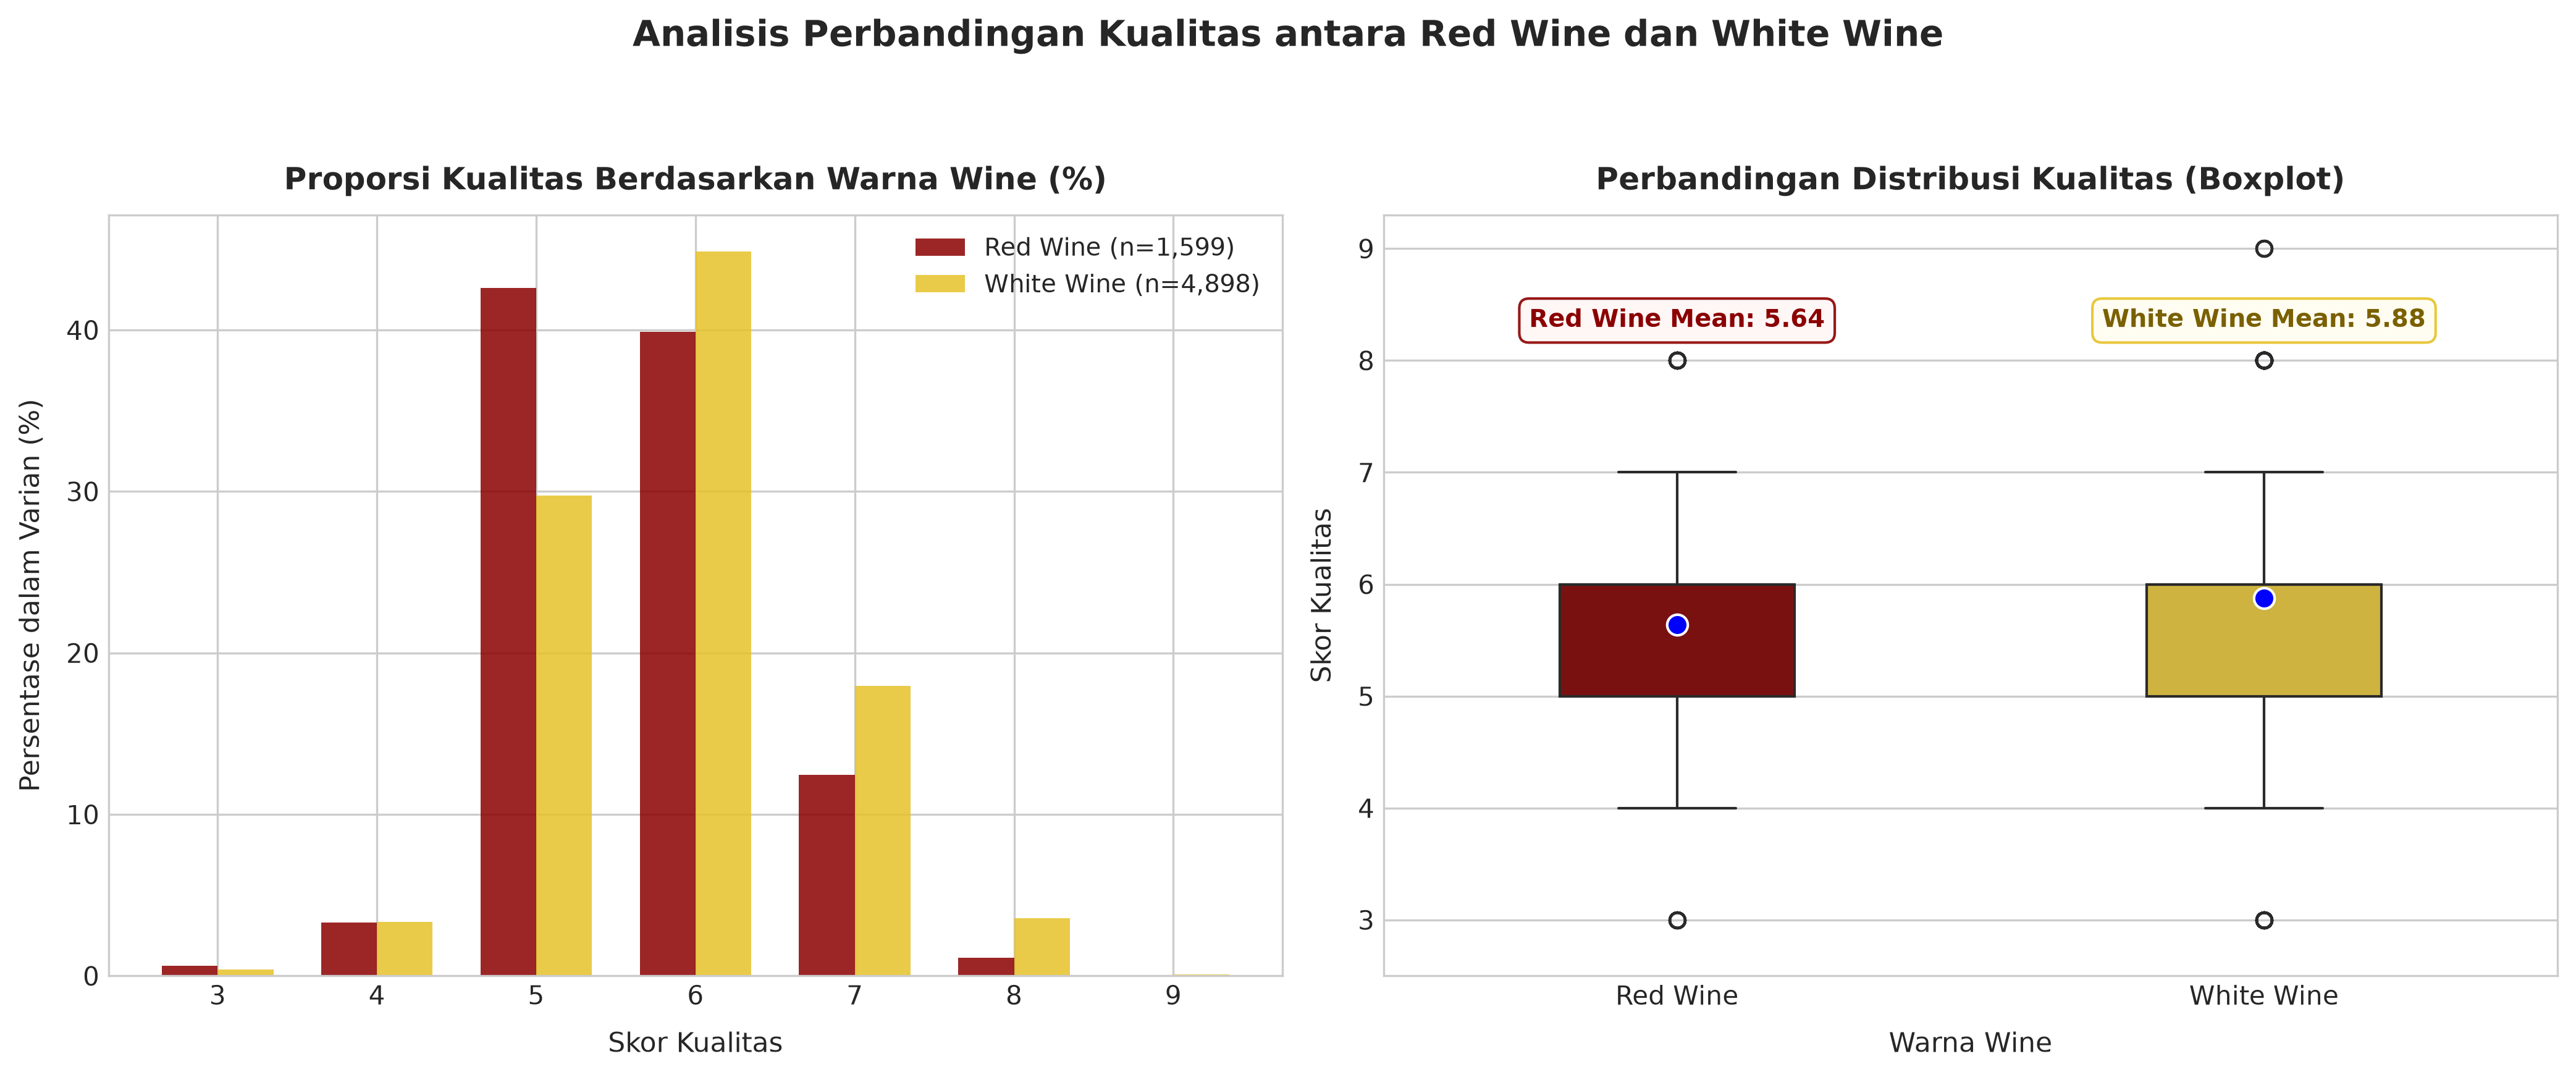 Analisis Perbandingan Kualitas antara Red Wine dan White Wine
Proporsi Kualitas Berdasarkan Warna Wine (%)
Red Wine (n=1,599)
White Wine (n=4,898)
Persentase dalam Varian (%)
40
30
20
10
0
3 4 5 6 7 8 9
Skor Kualitas
Perbandingan Distribusi Kualitas (Boxplot)
Red Wine Mean: 5.64
White Wine Mean: 5.88
Skor Kualitas
9
8
7
6
5
4
3
Red Wine White Wine
Warna Wine